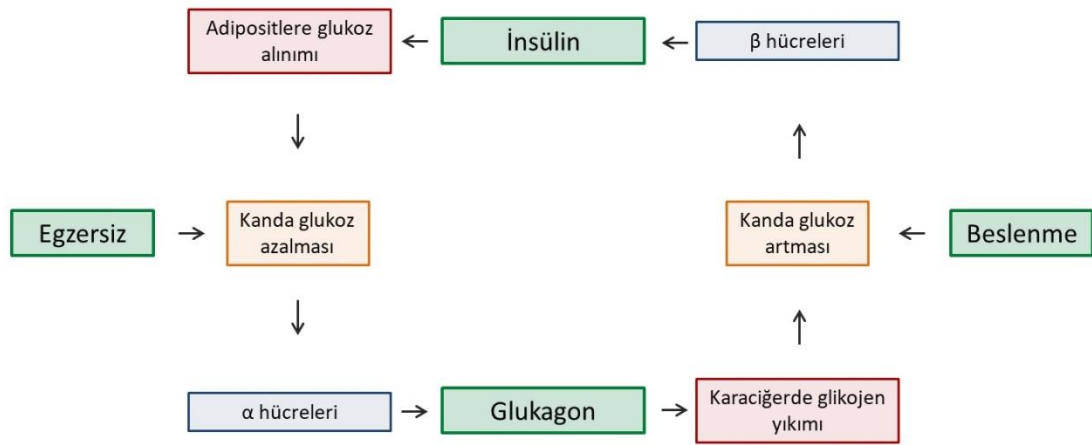 Adipositlere glukoz
alınımı
İnsülin
β hücreleri
Egzersiz
Kanda glukoz
azalması
Kanda glukoz
artması
Beslenme
α hücreleri
Glukagon
Karaciğerde glikojen
yıkımı